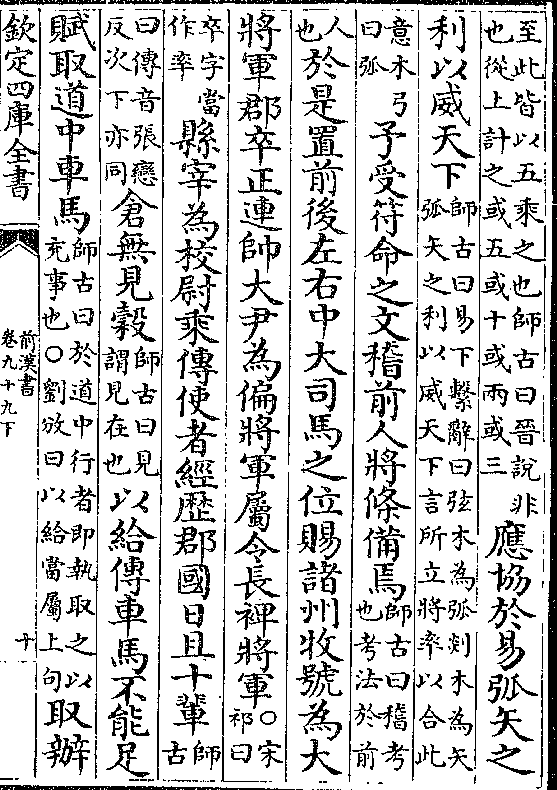 至此皆以五乘之也師古曰晉說非也從上計之或五或十或兩或三應協於易弧矢之
利以威天下師古曰易下繫辭曰弦木為弧剡木為矢弧矢之利以威天下言所立將率以合此
意木弓曰弧予受符命之文稽前人將條備焉師古曰稽考也考法於前
人也於是置前後左右中大司馬之位賜諸州牧號為大
將軍郡卒正連帥大尹為偏將軍屬令長裨將軍○宋祁曰
卒字當作率縣宰為校尉乘傳使者經歷郡國日且十輩師古
曰傳音張戀反次下亦同倉無見穀師古曰見謂見在也以給傳車馬不能足
賦取道中車馬師古曰於道中行者即執取之以充事也○劉攽曰以給當屬上句取辦
欽定四庫全書
前漢書
卷九十九下
十